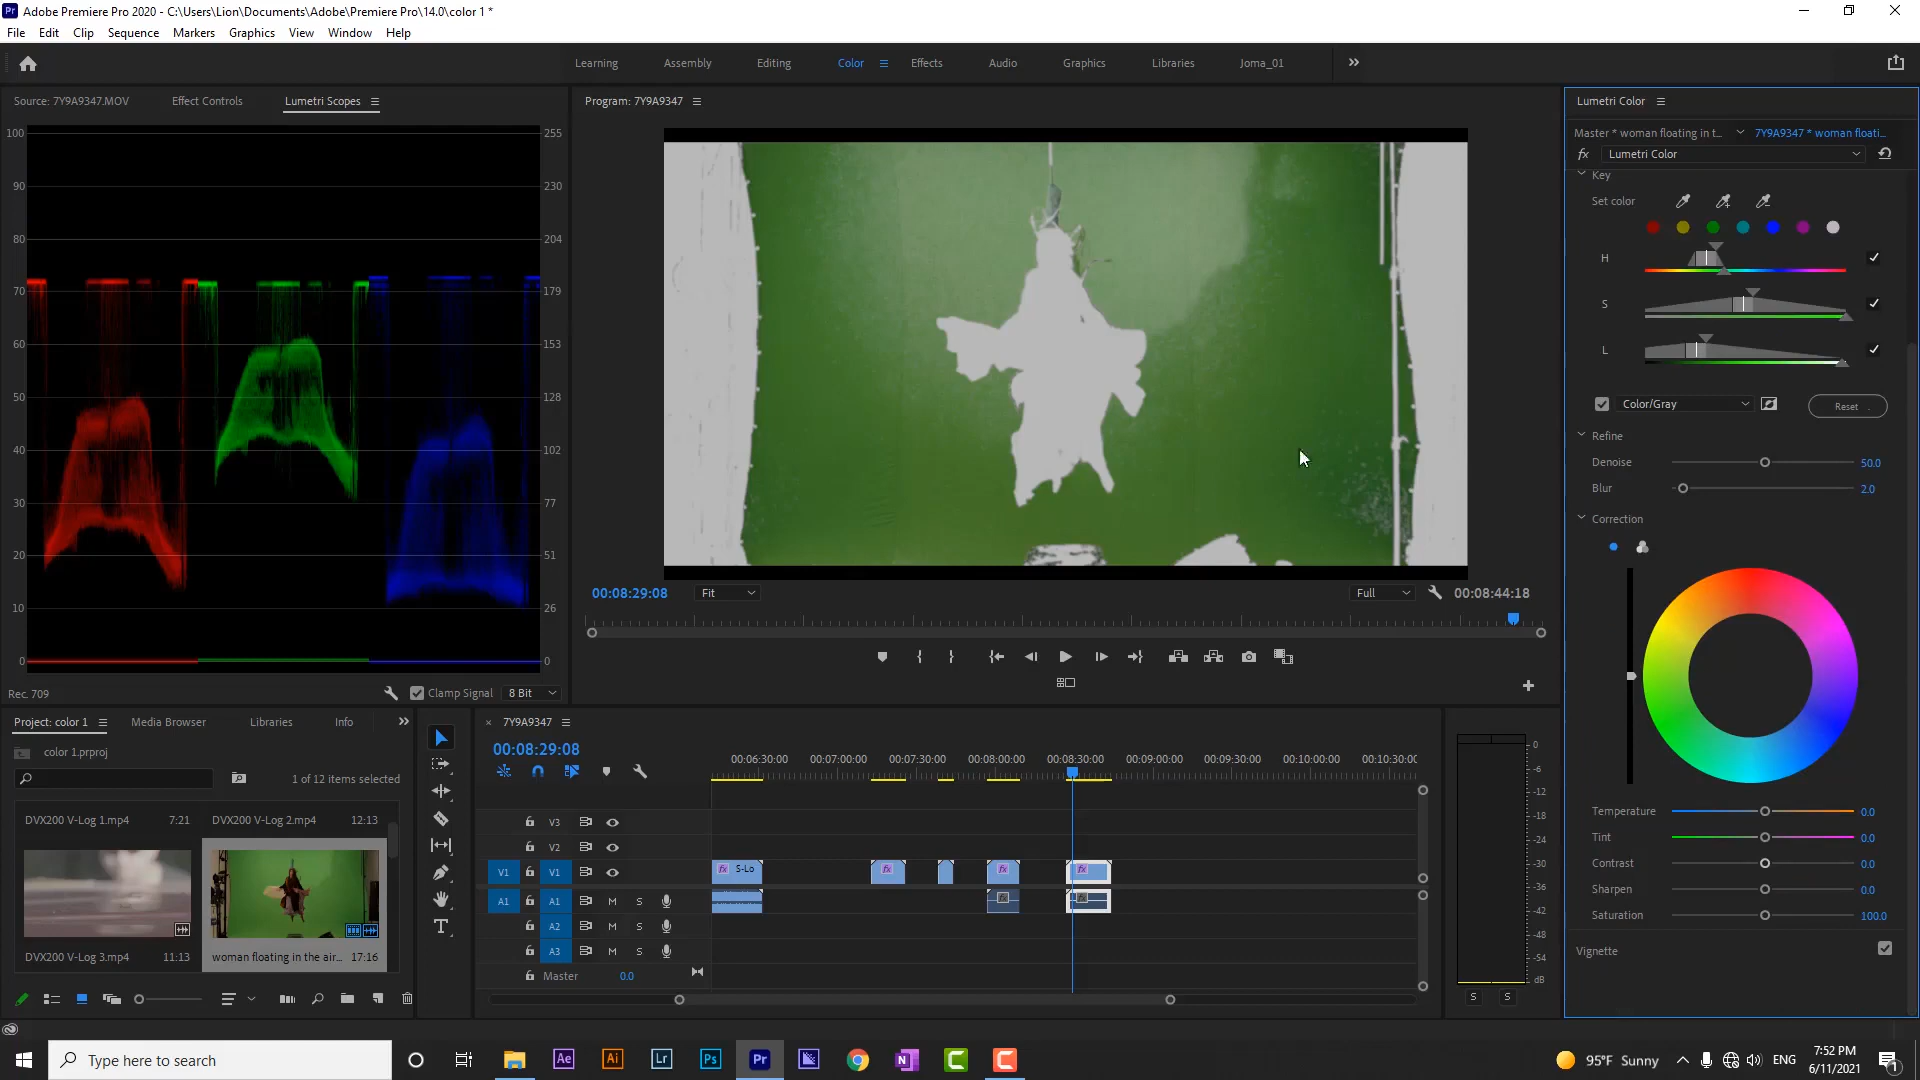 Pr Adobe Premiere Pro 2020 - C:\Users\Lion\Documents\Adobe\Premiere Pro\14.0\color 1 *
File Edit Clip Sequence Markers Graphics View Window Help
Learning Assembly Editing Color Effects Audio Graphics Libraries Joma_01
Source: 7Y9A9347.MOV Effect Controls Lumetri Scopes
Program: 7Y9A9347
Lumetri Color
Master * woman floating in t... 7Y9A9347 * woman floati...
fx Lumetri Color
Key
Set color
H
S
L
Color/Gray Reset
Refine
Denoise 50.0
Blur 2.0
Correction
Temperature 0.0
Tint 0.0
Contrast 0.0
Sharpen 0.0
Saturation 100.0
Vignette
100 255
90 230
80 204
70 179
60 153
50 128
40 102
30 77
20 51
10 26
0 0
Rec. 709 Clamp Signal 8 Bit
00:08:29:08 Fit Full 00:08:44:18
Project: color 1 Media Browser Libraries Info
color 1.prproj
1 of 12 items selected
DVX200 V-Log 1.mp4 7:21 DVX200 V-Log 2.mp4 12:13
DVX200 V-Log 3.mp4 11:13 woman floating in the air... 17:16
× 7Y9A9347
00:08:29:08
00:06:30:00 00:07:00:00 00:07:30:00 00:08:00:00 00:08:30:00 00:09:00:00 00:09:30:00 00:10:00:00 00:10:30:0
V3
V2
V1 V1 fx S-Lo fx fx fx
A1 A1 M S
A2 M S
A3 M S
Master 0.0
0
-6
-12
-18
-24
-30
-36
-42
-48
-54
dB
S S
Type here to search
Ae Ai Lr Ps Pr
95°F Sunny ENG 7:52 PM
6/11/2021
1